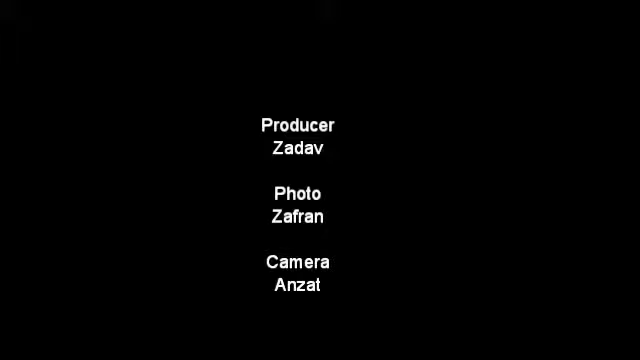 Producer
Zadav
Photo
Zafran
Camera
Anzat